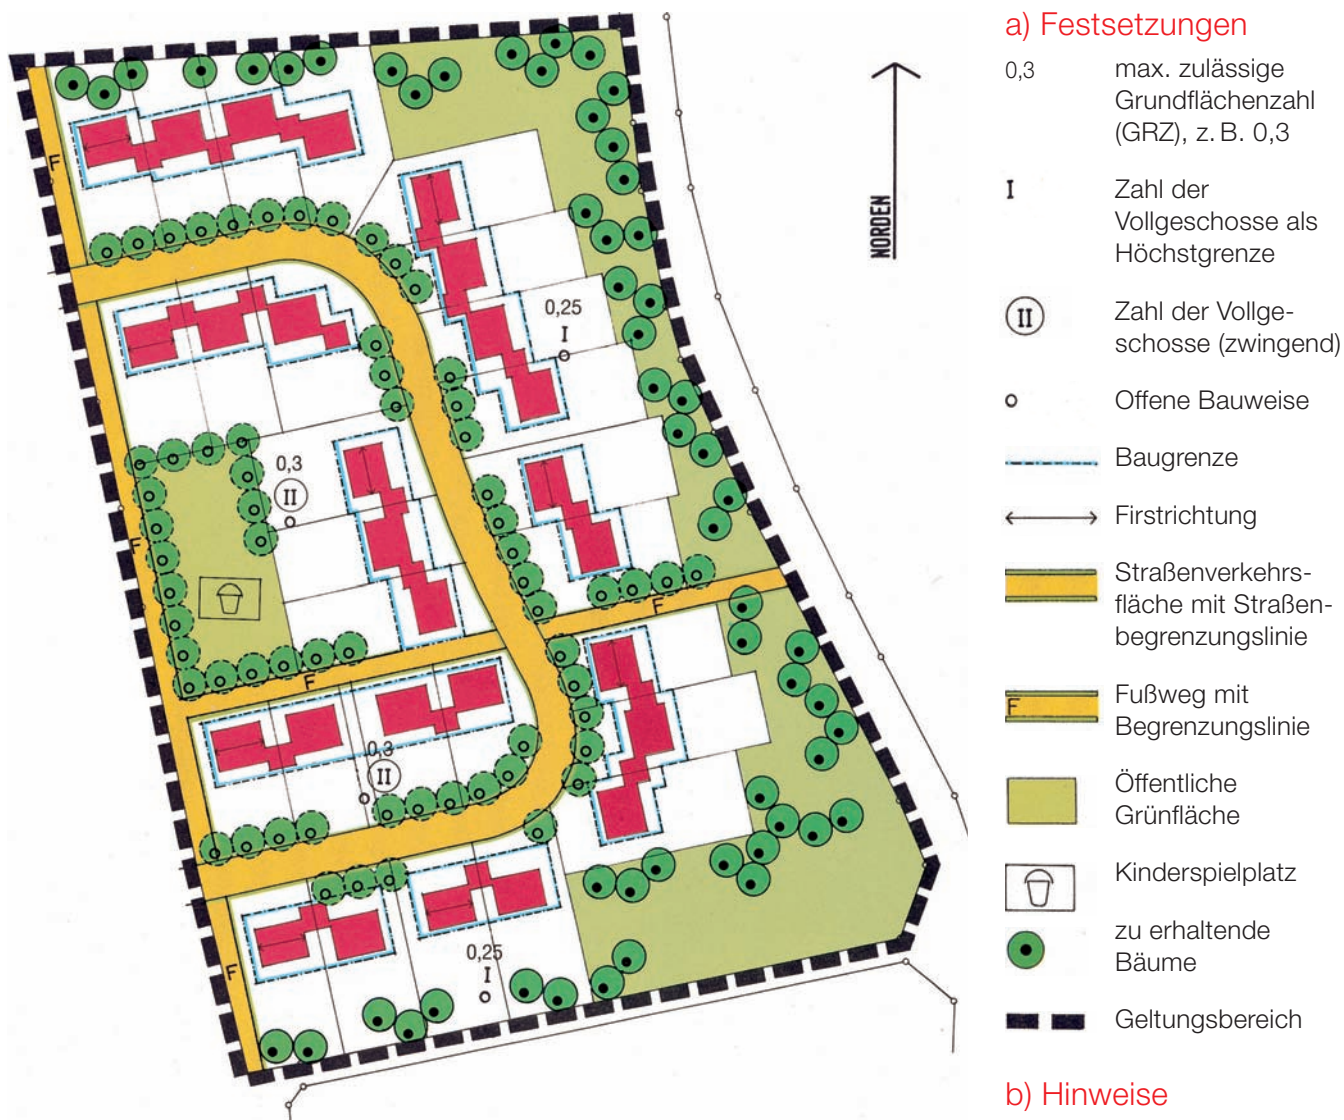 a) Festsetzungen
0,3
max. zulässige
Grundflächenzahl
(GRZ), z. B. 0,3
I
Zahl der
Vollgeschosse als
Höchstgrenze
II
Zahl der Vollge-
schosse (zwingend)
Offene Bauweise
Baugrenze
Firstrichtung
Straßenverkehrs-
fläche mit Straßen-
begrenzungslinie
F
Fußweg mit
Begrenzungslinie
Öffentliche
Grünfläche
Kinderspielplatz
zu erhaltende
Bäume
Geltungsbereich
b) Hinweise
NORDEN
F
0,25
I
0,3
II
F
F
F
0,3
II
F
0,25
I